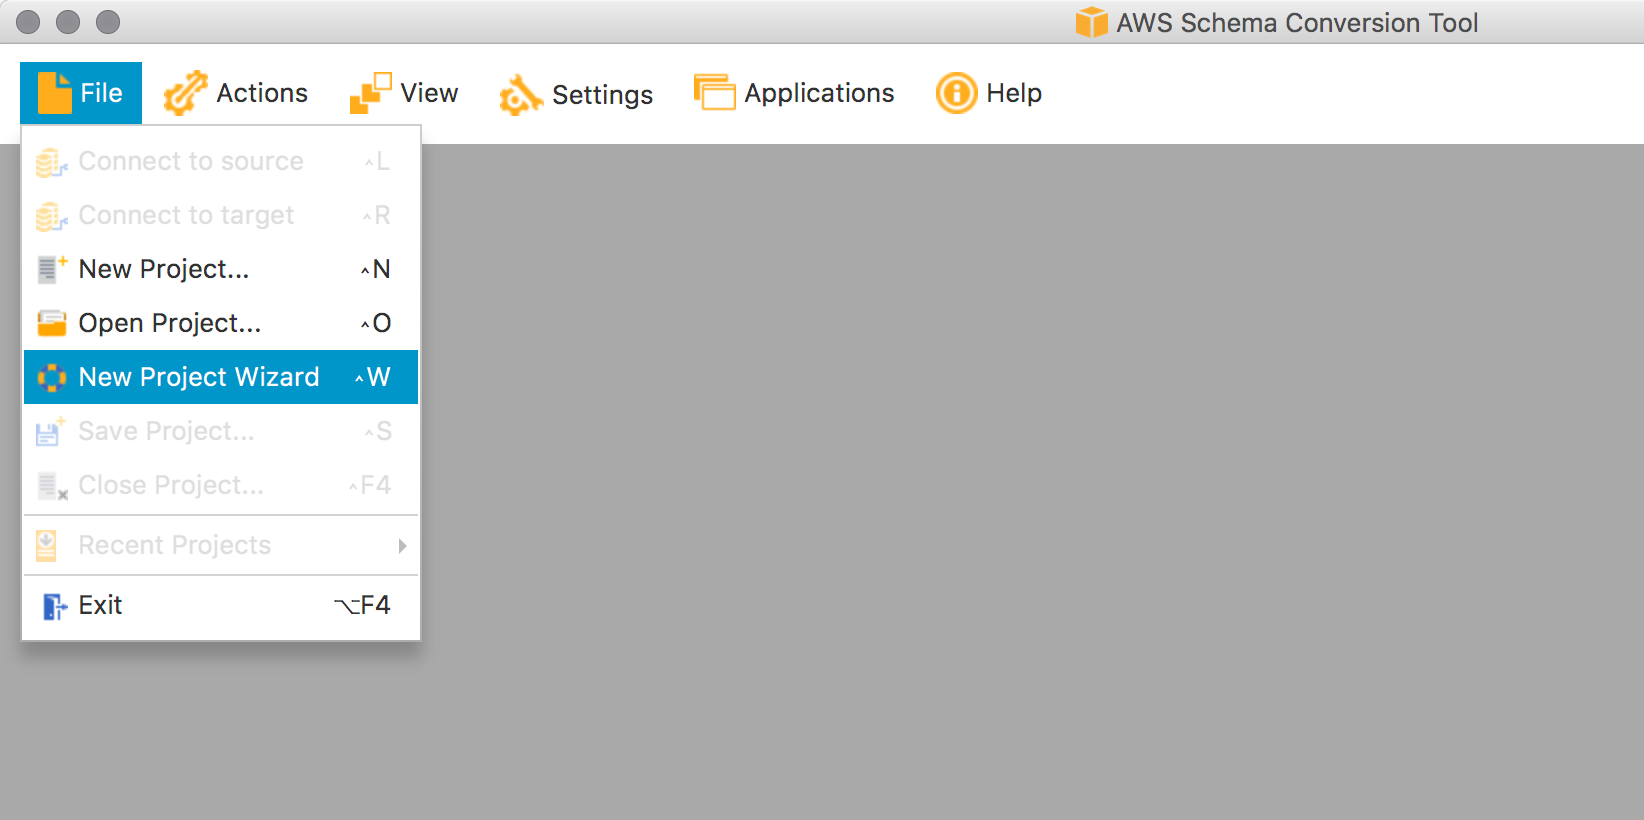 AWS Schema Conversion Tool
File Actions View Settings Applications Help
Connect to source ^L
Connect to target ^R
New Project... ^N
Open Project... ^O
New Project Wizard ^W
Save Project... ^S
Close Project... ^F4
Recent Projects
Exit ⌥F4